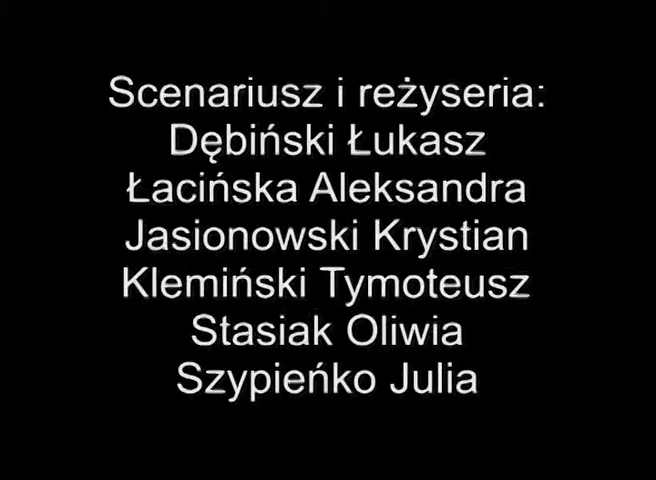 Scenariusz i reżyseria:
Dębiński Łukasz
Łacińska Aleksandra
Jasionowski Krystian
Klemiński Tymoteusz
Stasiak Oliwia
Szypieńko Julia